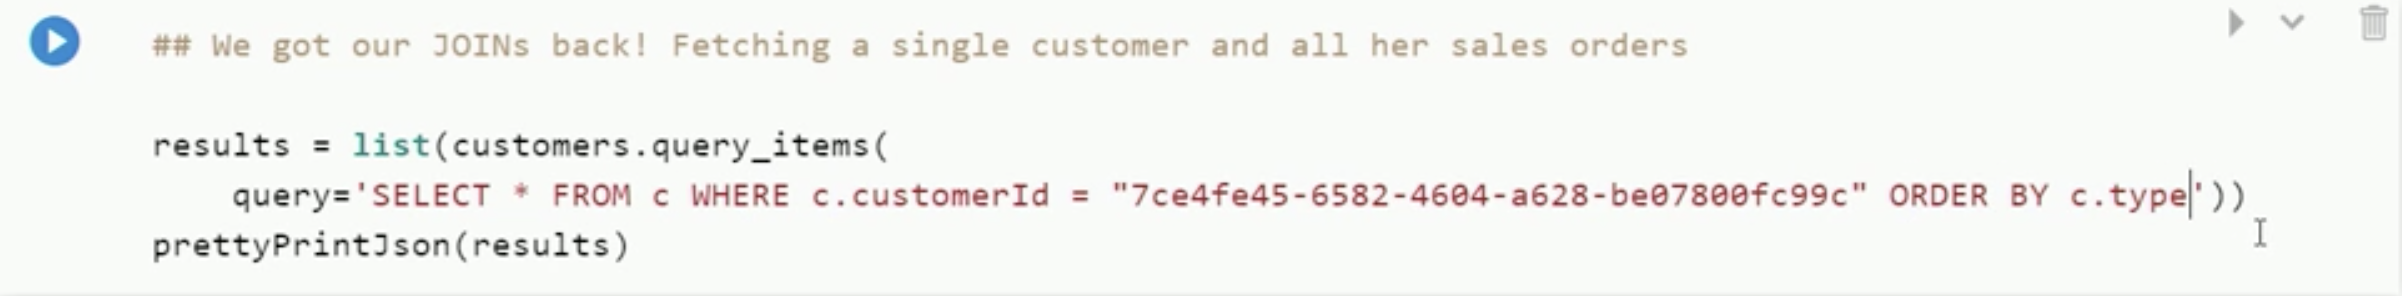 ## We got our JOINs back! Fetching a single customer and all her sales orders
results = list(customers.query_items(
    query='SELECT * FROM c WHERE c.customerId = "7ce4fe45-6582-4604-a628-be07800fc99c" ORDER BY c.type'))
prettyPrintJson(results)